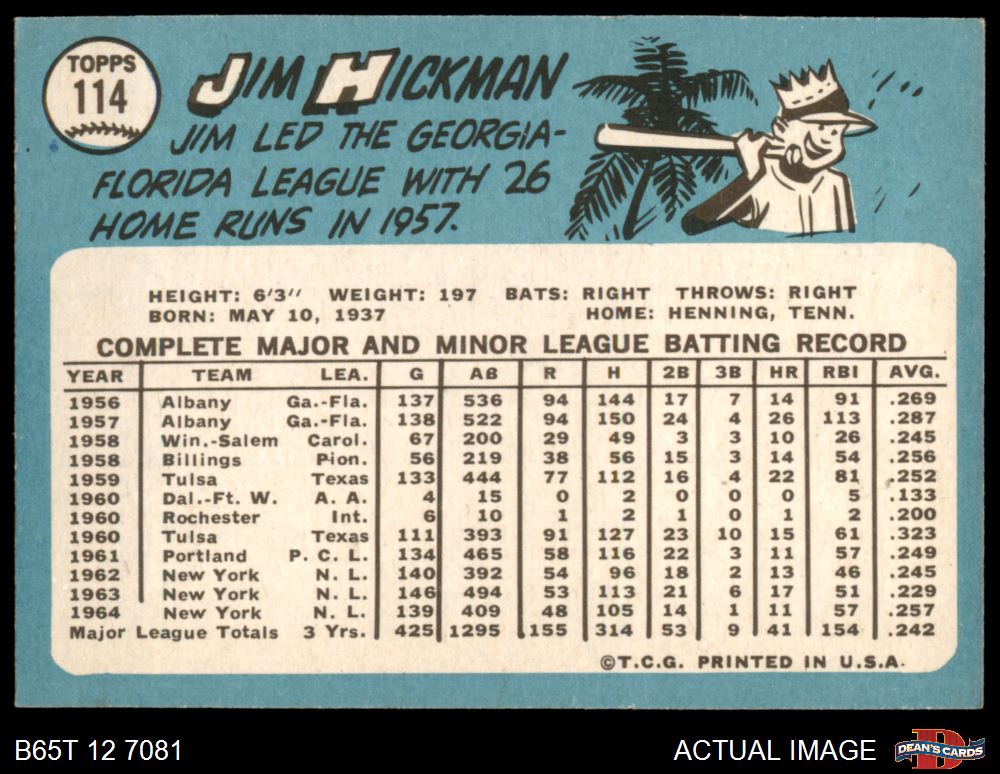 TOPPS
114
JIM HICKMAN
JIM LED THE GEORGIA-
FLORIDA LEAGUE WITH 26
HOME RUNS IN 1957.
HEIGHT: 6'3" WEIGHT: 197 BATS: RIGHT THROWS: RIGHT
BORN: MAY 10, 1937 HOME: HENNING, TENN.
COMPLETE MAJOR AND MINOR LEAGUE BATTING RECORD
YEAR TEAM LEA. G AB R H 2B 3B HR RBI AVG.
1956 Albany Ga.-Fla. 137 536 94 144 17 7 14 91 .269
1957 Albany Ga.-Fla. 138 522 94 150 24 4 26 113 .287
1958 Win.-Salem Carol. 67 200 29 49 3 3 10 26 .245
1958 Billings Pion. 56 219 38 56 15 3 14 54 .256
1959 Tulsa Texas 133 444 77 112 16 4 22 81 .252
1960 Dal.-Ft. W. A. A. 4 15 0 2 0 0 0 5 .133
1960 Rochester Int. 6 10 1 2 1 0 1 2 .200
1960 Tulsa Texas 111 393 91 127 23 10 15 61 .323
1961 Portland P. C. L. 134 465 58 116 22 3 11 57 .249
1962 New York N. L. 140 392 54 96 18 2 13 46 .245
1963 New York N. L. 146 494 53 113 21 6 17 51 .229
1964 New York N. L. 139 409 48 105 14 1 11 57 .257
Major League Totals 3 Yrs. 425 1295 155 314 53 9 41 154 .242
©T.C.G. PRINTED IN U.S.A.
B65T 12 7081 ACTUAL IMAGE DEAN'S CARDS